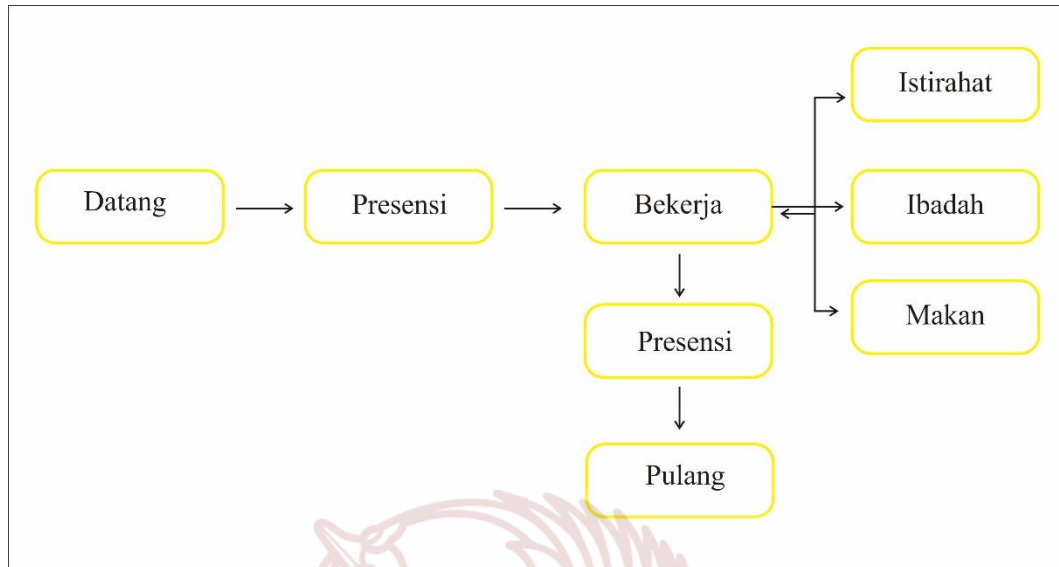 Istirahat
Datang
Presensi
Bekerja
Ibadah
Presensi
Makan
Pulang